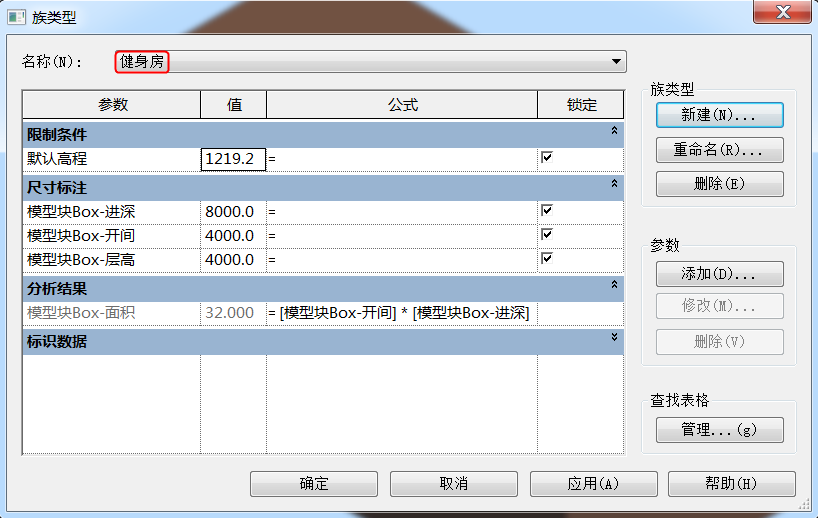 族类型
名称(N): 健身房
参数 值 公式 锁定
限制条件
默认高程 1219.2 =
尺寸标注
模型块Box-进深 8000.0 =
模型块Box-开间 4000.0 =
模型块Box-层高 4000.0 =
分析结果
模型块Box-面积 32.000 = [模型块Box-开间] * [模型块Box-进深]
标识数据
族类型
新建(N)...
重命名(R)...
删除(E)
参数
添加(D)...
修改(M)...
删除(V)
查找表格
管理...(g)
确定 取消 应用(A) 帮助(H)